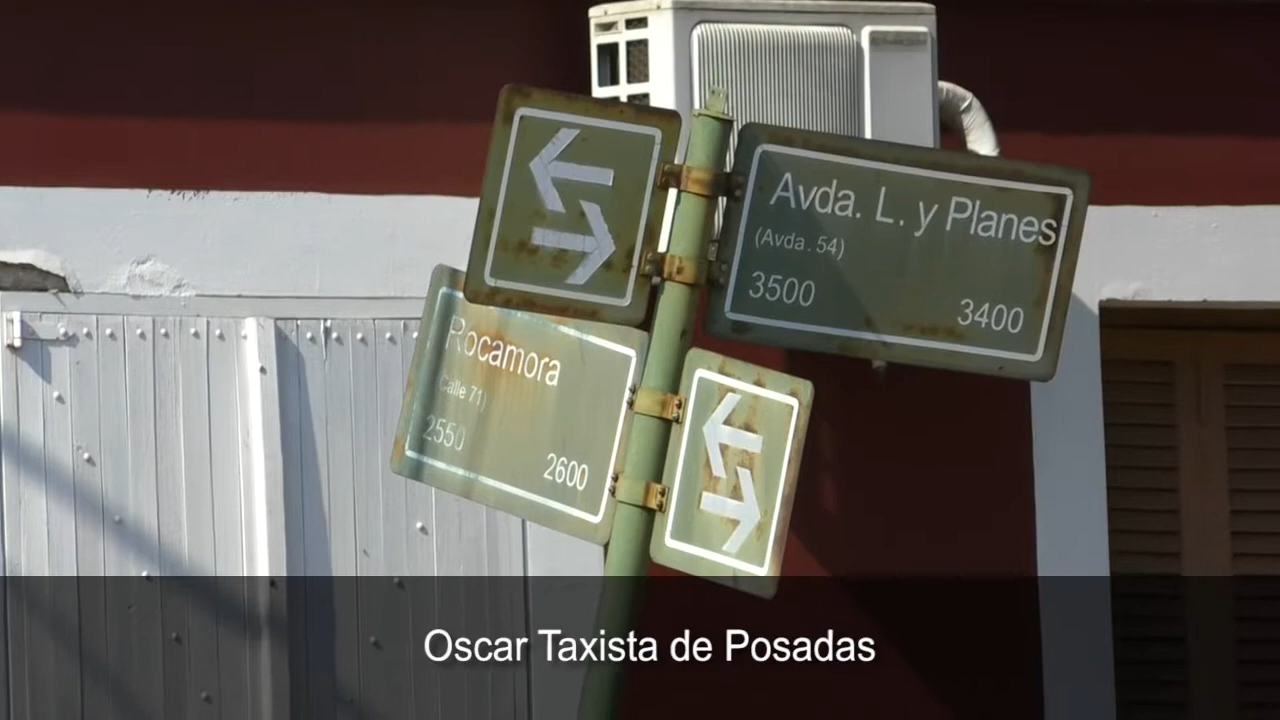 Avda. L. y Planes
(Avda. 54)
3500 3400
Rocamora
(Calle 71)
2550 2600
Oscar Taxista de Posadas